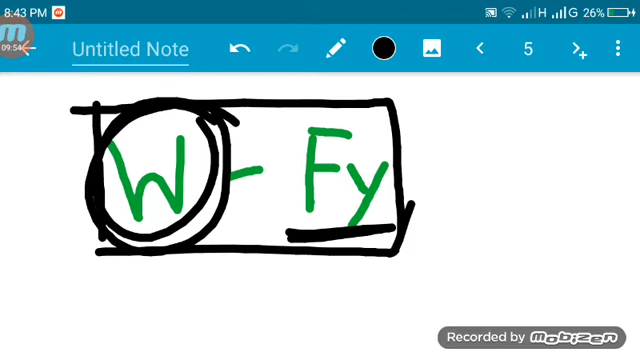 8:43 PM H G 26%
09:54 Untitled Note 5
W - Fy
Recorded by mobizen